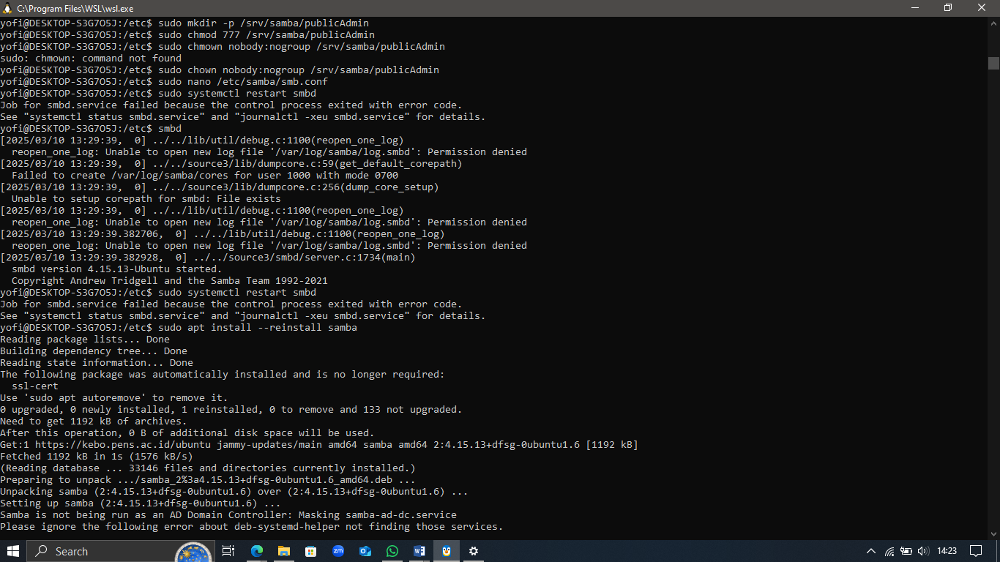 C:\Program Files\WSL\wsl.exe
yofi@DESKTOP-S3G7O5J:/etc$ sudo mkdir -p /srv/samba/publicAdmin
yofi@DESKTOP-S3G7O5J:/etc$ sudo chmod 777 /srv/samba/publicAdmin
yofi@DESKTOP-S3G7O5J:/etc$ sudo chmown nobody:nogroup /srv/samba/publicAdmin
sudo: chmown: command not found
yofi@DESKTOP-S3G7O5J:/etc$ sudo chown nobody:nogroup /srv/samba/publicAdmin
yofi@DESKTOP-S3G7O5J:/etc$ sudo nano /etc/samba/smb.conf
yofi@DESKTOP-S3G7O5J:/etc$ sudo systemctl restart smbd
Job for smbd.service failed because the control process exited with error code.
See "systemctl status smbd.service" and "journalctl -xeu smbd.service" for details.
yofi@DESKTOP-S3G7O5J:/etc$ smbd
[2025/03/10 13:29:39,  0] ../../lib/util/debug.c:1100(reopen_one_log)
  reopen_one_log: Unable to open new log file '/var/log/samba/log.smbd': Permission denied
[2025/03/10 13:29:39,  0] ../../source3/lib/dumpcore.c:59(get_default_corepath)
  Failed to create /var/log/samba/cores for user 1000 with mode 0700
[2025/03/10 13:29:39,  0] ../../source3/lib/dumpcore.c:256(dump_core_setup)
  Unable to setup corepath for smbd: File exists
[2025/03/10 13:29:39,  0] ../../lib/util/debug.c:1100(reopen_one_log)
  reopen_one_log: Unable to open new log file '/var/log/samba/log.smbd': Permission denied
[2025/03/10 13:29:39.382706,  0] ../../lib/util/debug.c:1100(reopen_one_log)
  reopen_one_log: Unable to open new log file '/var/log/samba/log.smbd': Permission denied
[2025/03/10 13:29:39.382928,  0] ../../source3/smbd/server.c:1734(main)
  smbd version 4.15.13-Ubuntu started.
  Copyright Andrew Tridgell and the Samba Team 1992-2021
yofi@DESKTOP-S3G7O5J:/etc$ sudo systemctl restart smbd
Job for smbd.service failed because the control process exited with error code.
See "systemctl status smbd.service" and "journalctl -xeu smbd.service" for details.
yofi@DESKTOP-S3G7O5J:/etc$ sudo apt install --reinstall samba
Reading package lists... Done
Building dependency tree... Done
Reading state information... Done
The following package was automatically installed and is no longer required:
  ssl-cert
Use 'sudo apt autoremove' to remove it.
0 upgraded, 0 newly installed, 1 reinstalled, 0 to remove and 133 not upgraded.
Need to get 1192 kB of archives.
After this operation, 0 B of additional disk space will be used.
Get:1 https://kebo.pens.ac.id/ubuntu jammy-updates/main amd64 samba amd64 2:4.15.13+dfsg-0ubuntu1.6 [1192 kB]
Fetched 1192 kB in 1s (1576 kB/s)
(Reading database ... 33146 files and directories currently installed.)
Preparing to unpack .../samba_2%3a4.15.13+dfsg-0ubuntu1.6_amd64.deb ...
Unpacking samba (2:4.15.13+dfsg-0ubuntu1.6) over (2:4.15.13+dfsg-0ubuntu1.6) ...
Setting up samba (2:4.15.13+dfsg-0ubuntu1.6) ...
Samba is not being run as an AD Domain Controller: Masking samba-ad-dc.service
Please ignore the following error about deb-systemd-helper not finding those services.
Search
zm
14:23